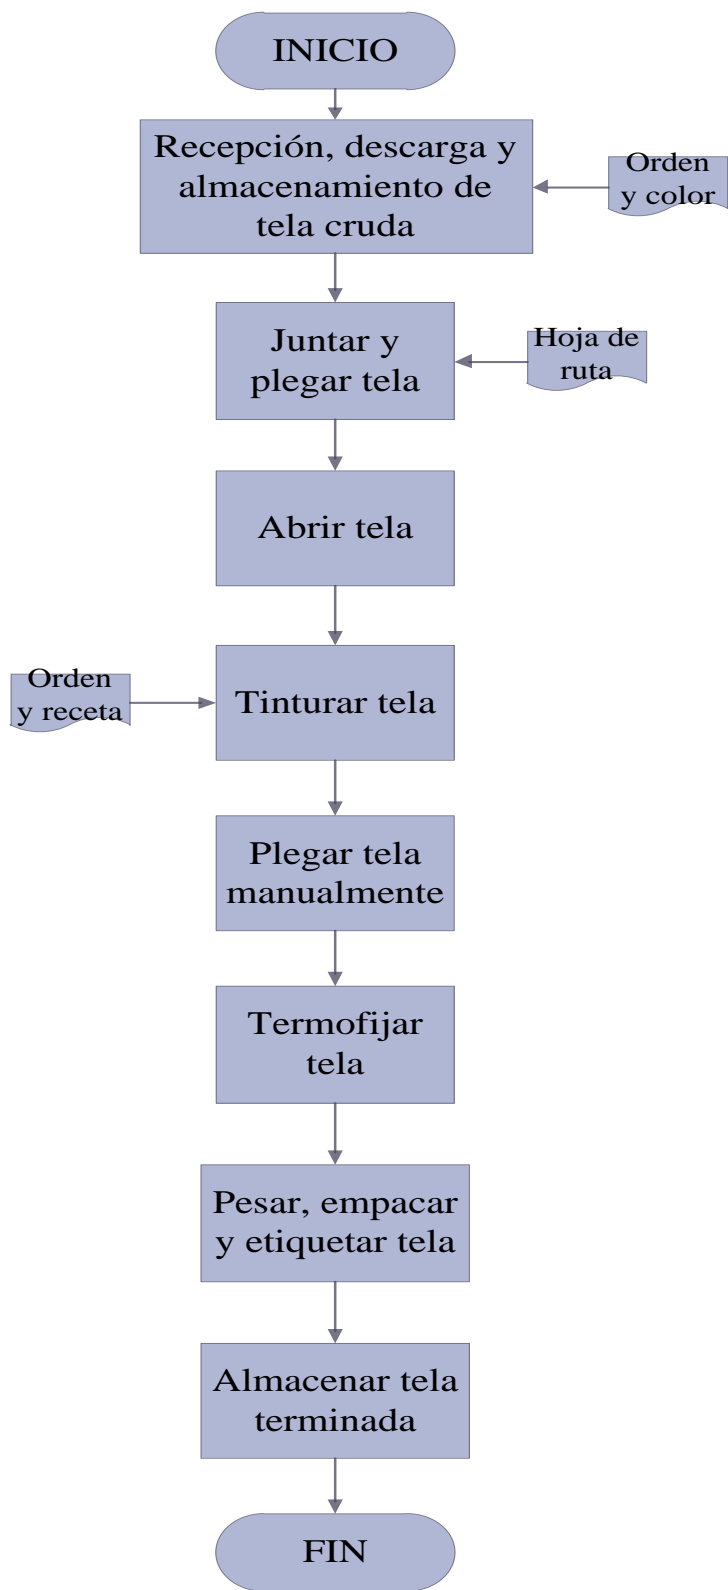 INICIO
Recepción, descarga y
almacenamiento de
tela cruda
Orden
y color
Juntar y
plegar tela
Hoja de
ruta
Abrir tela
Orden
y receta
Tinturar tela
Plegar tela
manualmente
Termofijar
tela
Pesar, empacar
y etiquetar tela
Almacenar tela
terminada
FIN